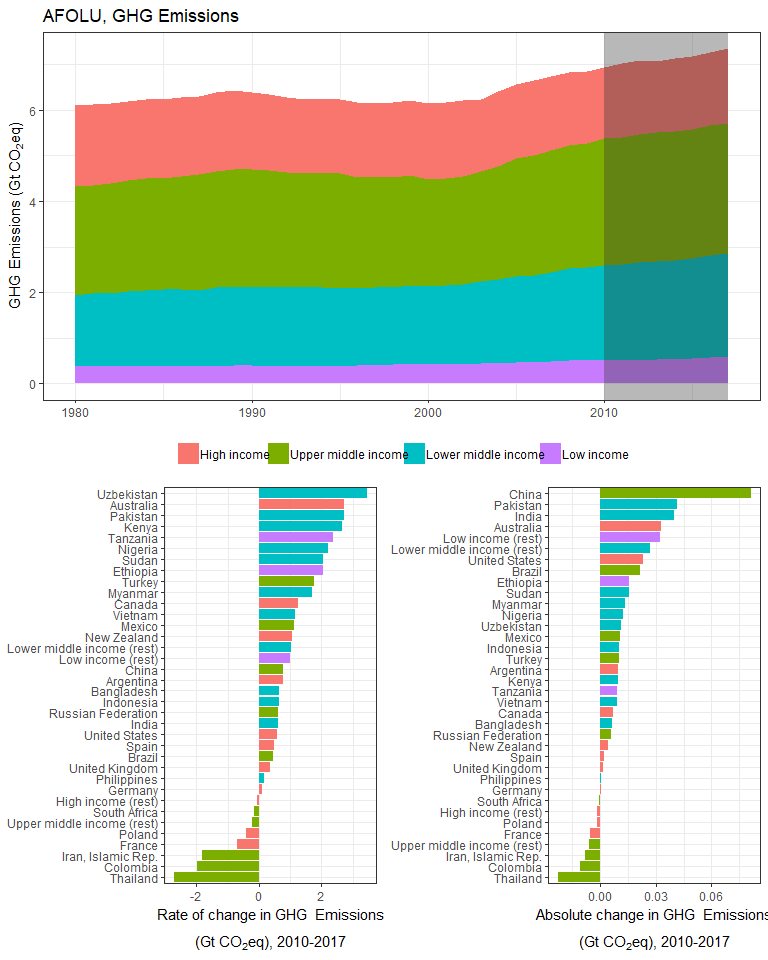 AFOLU, GHG Emissions
GHG Emissions (Gt CO₂eq)
6
4
2
0
1980 1990 2000 2010
High income Upper middle income Lower middle income Low income
Uzbekistan
Australia
Pakistan
Kenya
Tanzania
Nigeria
Sudan
Ethiopia
Turkey
Myanmar
Canada
Vietnam
Mexico
New Zealand
Lower middle income (rest)
Low income (rest)
China
Argentina
Bangladesh
Indonesia
Russian Federation
India
United States
Spain
Brazil
United Kingdom
Philippines
Germany
High income (rest)
South Africa
Upper middle income (rest)
Poland
France
Iran, Islamic Rep.
Colombia
Thailand
-2 0 2
Rate of change in GHG Emissions
(Gt CO₂eq), 2010-2017
China
Pakistan
India
Australia
Low income (rest)
Lower middle income (rest)
United States
Brazil
Ethiopia
Sudan
Myanmar
Nigeria
Uzbekistan
Mexico
Indonesia
Turkey
Argentina
Kenya
Tanzania
Vietnam
Canada
Bangladesh
Russian Federation
New Zealand
Spain
United Kingdom
Philippines
Germany
South Africa
High income (rest)
Poland
France
Upper middle income (rest)
Iran, Islamic Rep.
Colombia
Thailand
0.00 0.03 0.06
Absolute change in GHG Emissions
(Gt CO₂eq), 2010-2017